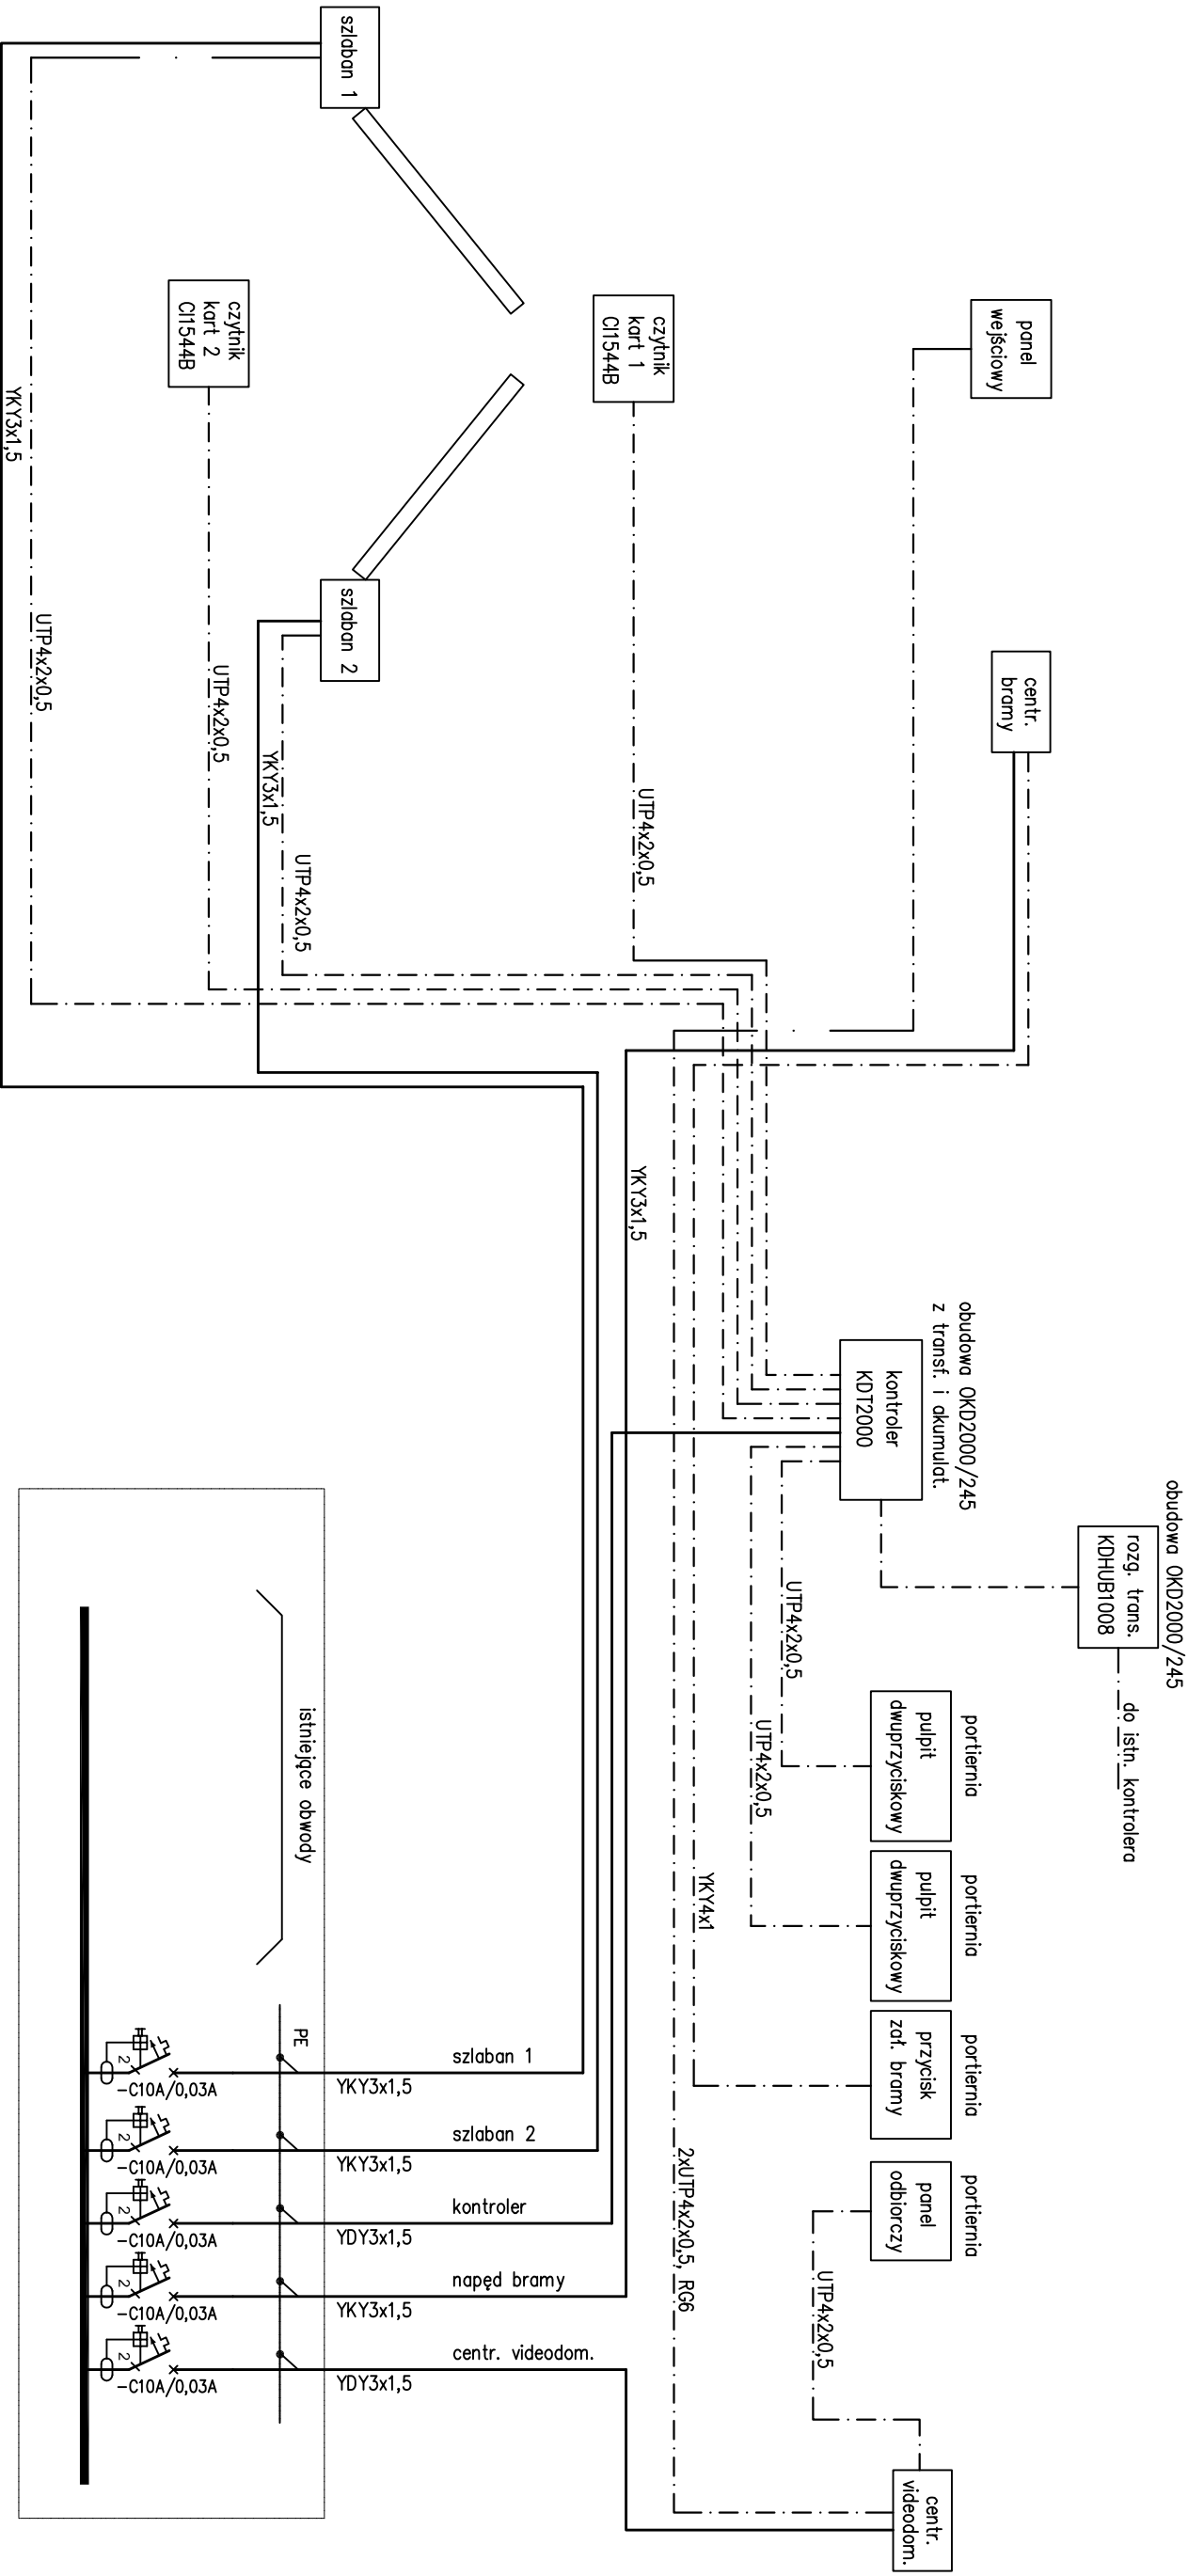 obudowa OKD2000/245
rozg. trans.
KDHUB1008
do istn. kontrolera
panel
wejściowy
centr.
bramy
obudowa OKD2000/245
z transf. i akumulat.
kontroler
KDT2000
portiernia
pulpit
dwuprzyciskowy
portiernia
pulpit
dwuprzyciskowy
portiernia
przycisk
zał. bramy
portiernia
panel
odbiorczy
centr.
videodom.
UTP4x2x0,5
UTP4x2x0,5
UTP4x2x0,5
YKY4x1
2xUTP4x2x0,5, RG6
czytnik
kart 1
CI1544B
UTP4x2x0,5
YKY3x1,5
szlaban 1
szlaban 2
UTP4x2x0,5
YKY3x1,5
czytnik
kart 2
CI1544B
UTP4x2x0,5
UTP4x2x0,5
YKY3x1,5
szlaban 1
szlaban 2
kontroler
napęd bramy
centr. videodom.
YKY3x1,5
YKY3x1,5
YDY3x1,5
YKY3x1,5
YDY3x1,5
istniejące obwody
PE
2
-C10A/0,03A
2
-C10A/0,03A
2
-C10A/0,03A
2
-C10A/0,03A
2
-C10A/0,03A